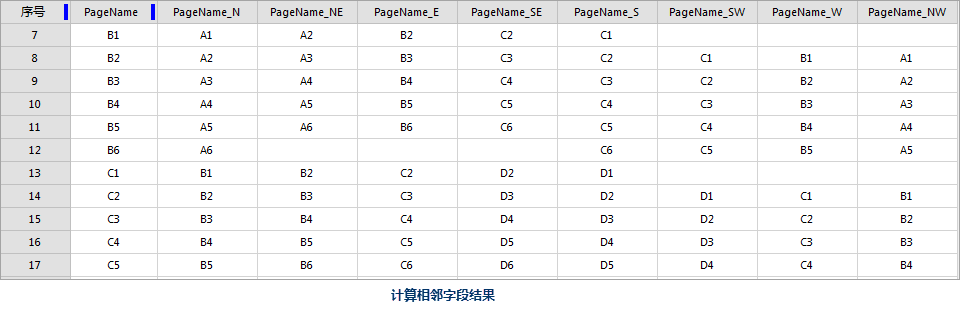 序号 PageName PageName_N PageName_NE PageName_E PageName_SE PageName_S PageName_SW PageName_W PageName_NW
7 B1 A1 A2 B2 C2 C1
8 B2 A2 A3 B3 C3 C2 C1 B1 A1
9 B3 A3 A4 B4 C4 C3 C2 B2 A2
10 B4 A4 A5 B5 C5 C4 C3 B3 A3
11 B5 A5 A6 B6 C6 C5 C4 B4 A4
12 B6 A6 C6 C5 B5 A5
13 C1 B1 B2 C2 D2 D1
14 C2 B2 B3 C3 D3 D2 D1 C1 B1
15 C3 B3 B4 C4 D4 D3 D2 C2 B2
16 C4 B4 B5 C5 D5 D4 D3 C3 B3
17 C5 B5 B6 C6 D6 D5 D4 C4 B4
计算相邻字段结果